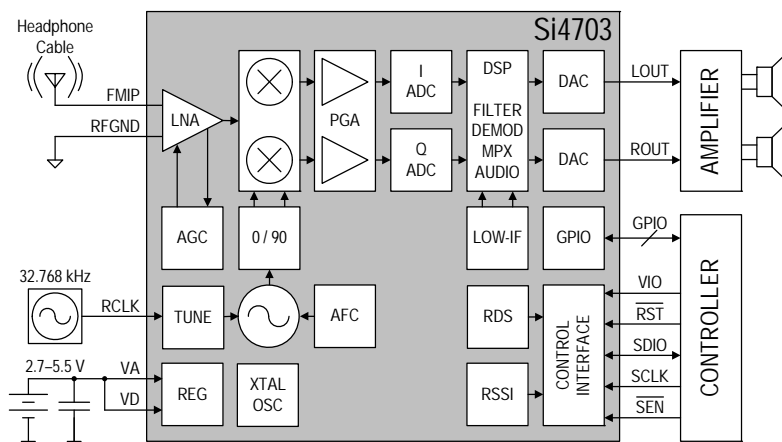 Headphone
Cable
Si4703
FMIP
RFGND
LNA
PGA
I
ADC
Q
ADC
DSP
FILTER
DEMOD
MPX
AUDIO
DAC
DAC
LOUT
ROUT
AMPLIFIER
AGC
0 / 90
LOW-IF
GPIO
GPIO
32.768 kHz
RCLK
TUNE
AFC
RDS
CONTROL
INTERFACE
VIO
RST
SDIO
SCLK
SEN
CONTROLLER
2.7–5.5 V
VA
VD
REG
XTAL
OSC
RSSI